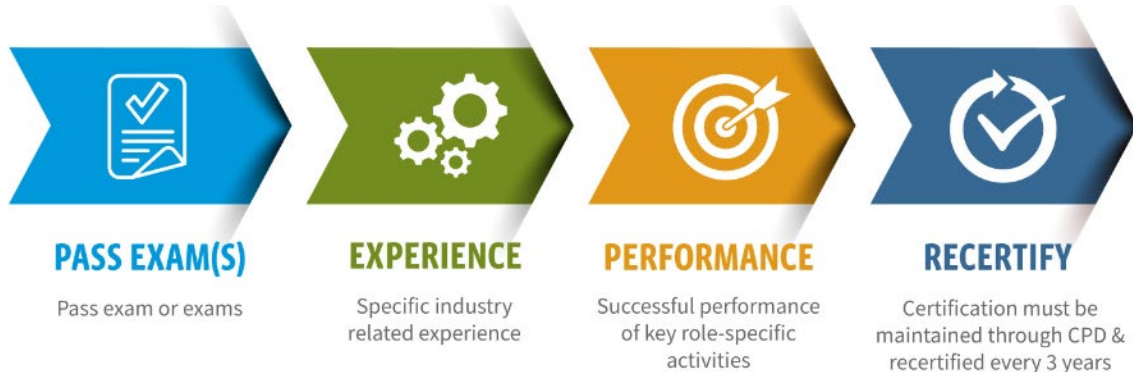 PASS EXAM(S)
Pass exam or exams
EXPERIENCE
Specific industry
related experience
PERFORMANCE
Successful performance
of key role-specific
activities
RECERTIFY
Certification must be
maintained through CPD &
recertified every 3 years